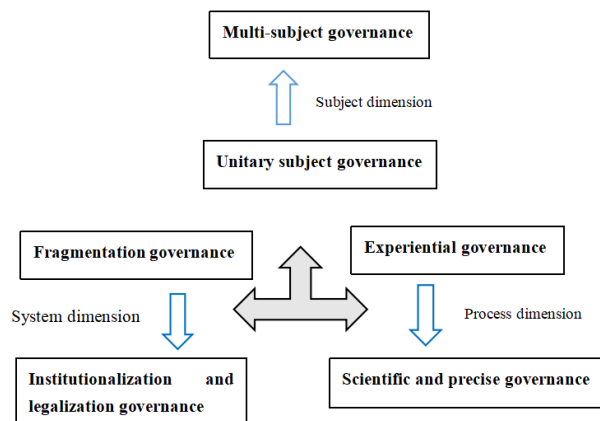 Multi-subject governance
Subject dimension
Unitary subject governance
Fragmentation governance
Experiential governance
System dimension
Process dimension
Institutionalization and
legalization governance
Scientific and precise governance